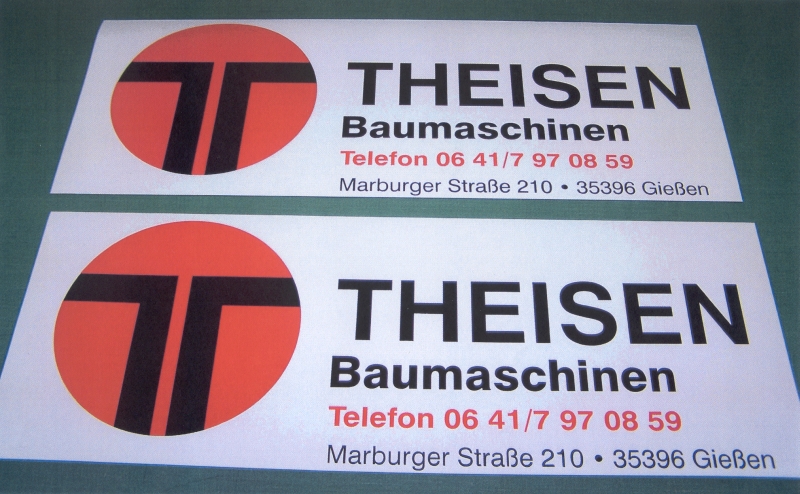 THEISEN
Baumaschinen
Telefon 06 41/7 97 08 59
Marburger Straße 210 • 35396 Gießen
THEISEN
Baumaschinen
Telefon 06 41/7 97 08 59
Marburger Straße 210 • 35396 Gießen